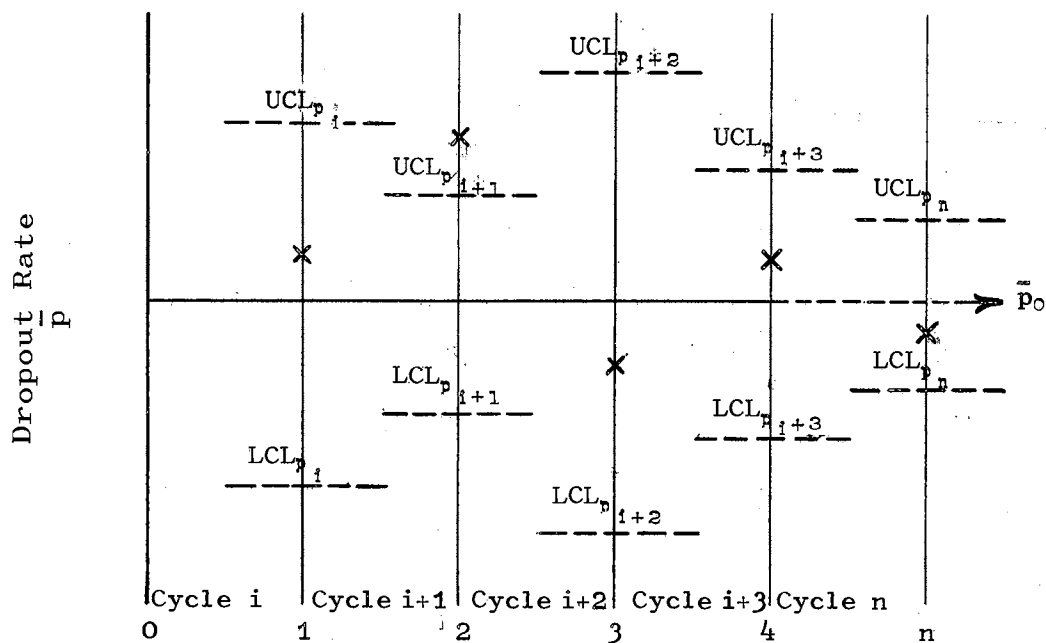 UCLp i+2
UCLp i
UCLp i+1
UCLp i+3
UCLp n
Dropout Rate
p̄
p̄o
LCLp i
LCLp i+1
LCLp i+2
LCLp i+3
LCLp n
Cycle i Cycle i+1 Cycle i+2 Cycle i+3 Cycle n
0 1 2 3 4 n